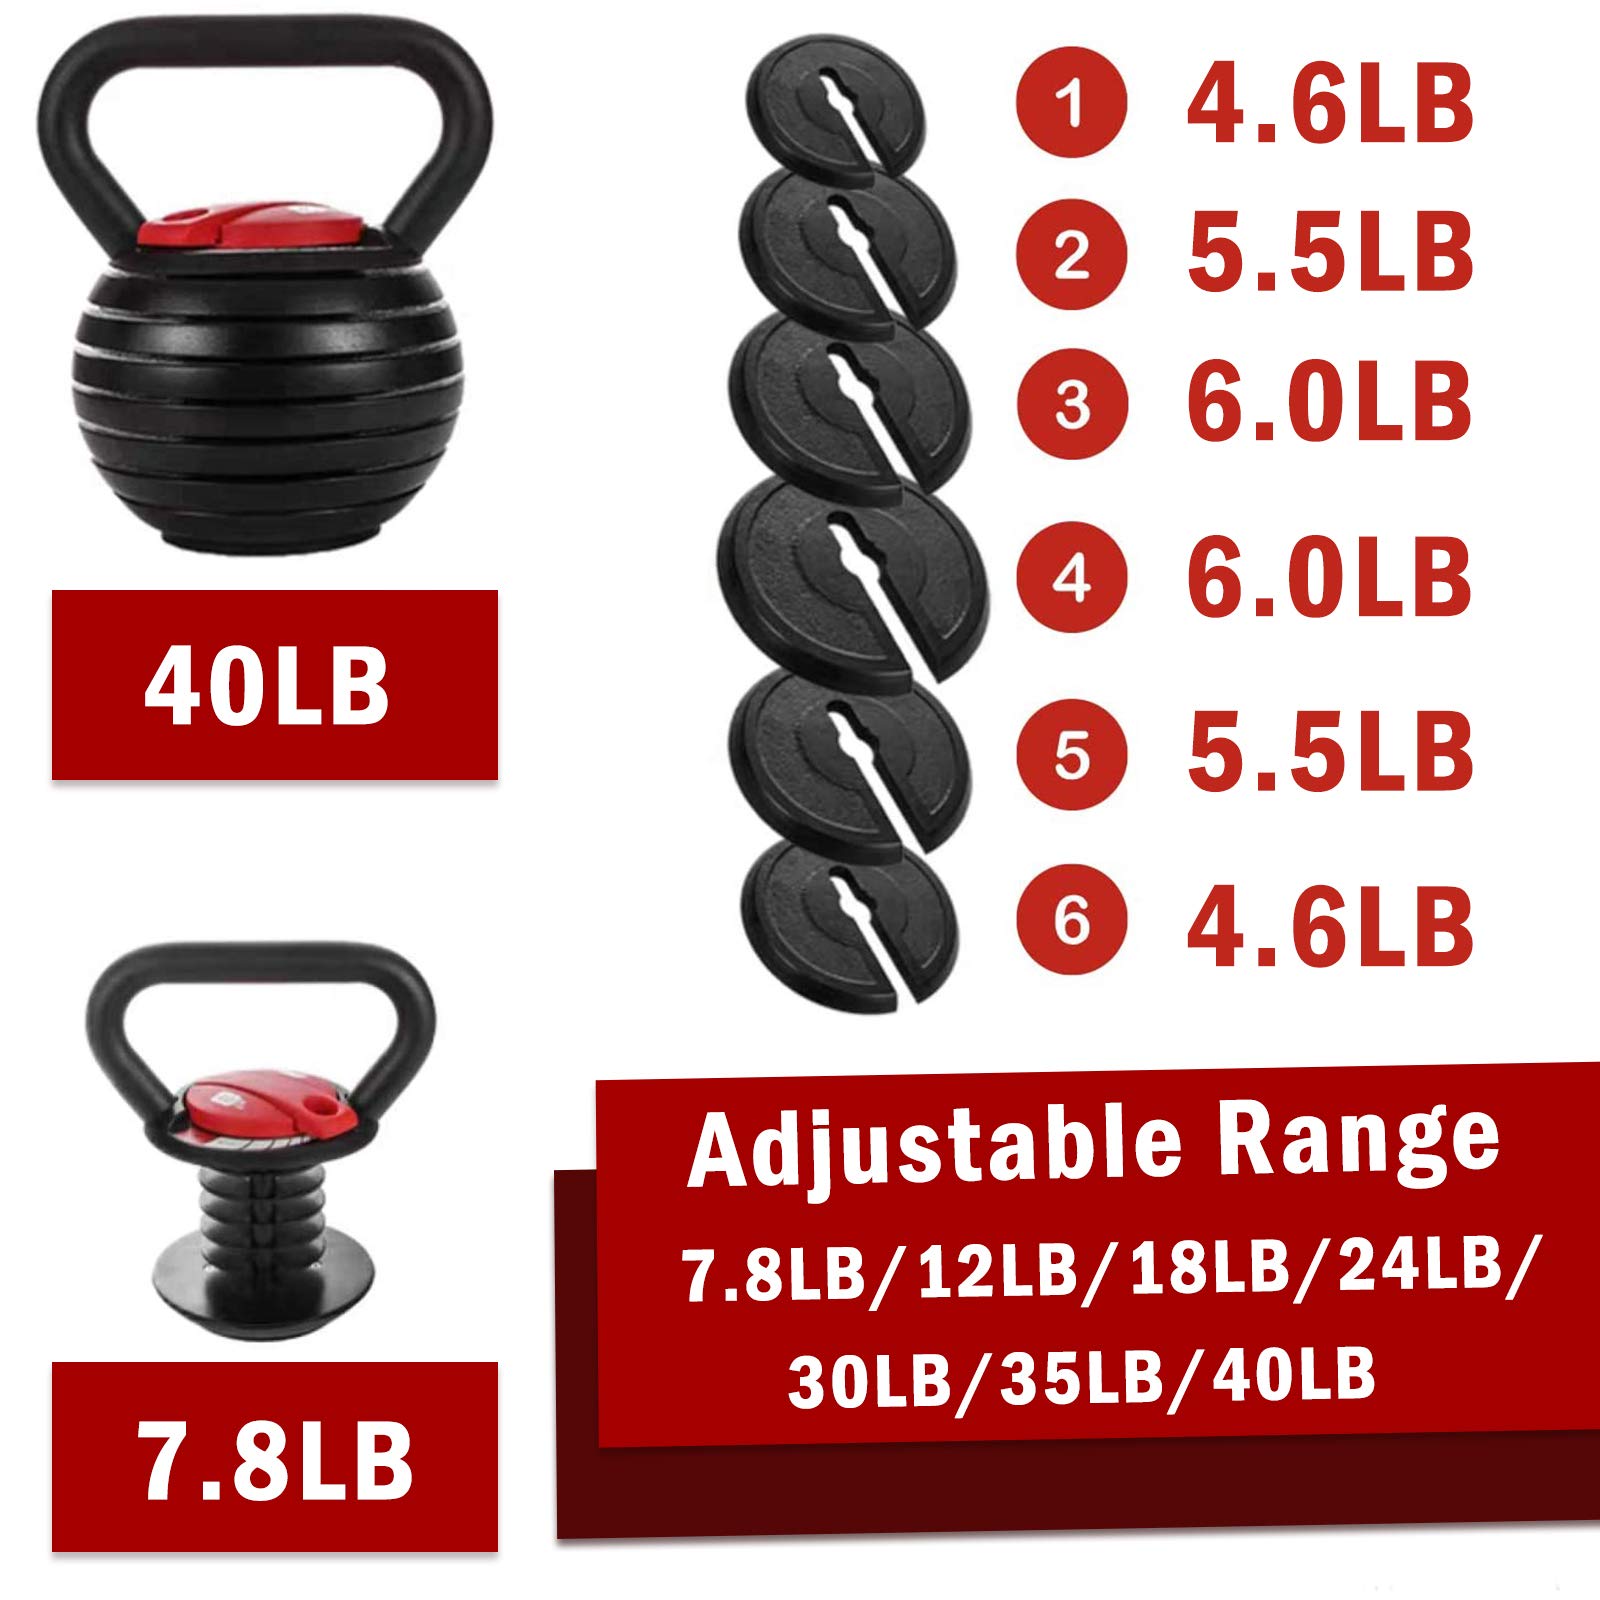 1 4.6LB
2 5.5LB
3 6.0LB
4 6.0LB
5 5.5LB
6 4.6LB
40LB
7.8LB
Adjustable Range
7.8LB/12LB/18LB/24LB/
30LB/35LB/40LB